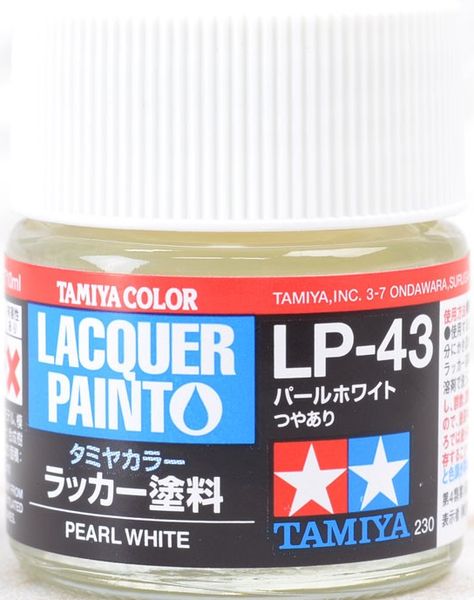 10ml
TAMIYA COLOR
TAMIYA,INC. 3-7 ONDAWARA,
LACQUER
PAINT
タミヤカラー
ラッカー塗料
PEARL WHITE
LP-43
パールホワイト
つやあり
TAMIYA
230